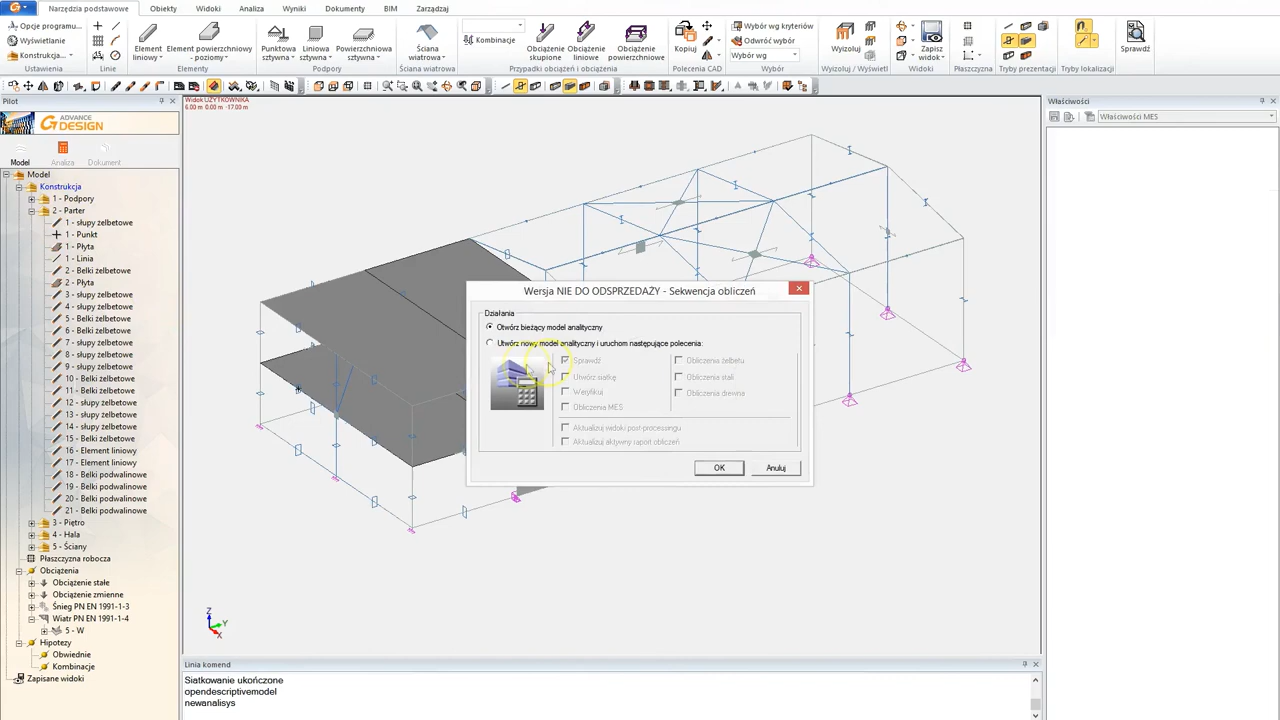 Narzędzia podstawowe
Obiekty
Widoki
Analiza
Wyniki
Dokumenty
BIM
Zarządzaj
Opcje programu...
Wyświetlanie
Konstrukcja...
Ustawienia
Linie
Element liniowy
Element powierzchniowy - poziomy
Elementy
Punktowa sztywna
Liniowa sztywna
Powierzchniowa sztywna
Podpory
Ściana wiatrowa
Ściana wiatrowa
Kombinacje
Obciążenie skupione
Obciążenie liniowe
Obciążenie powierzchniowe
Przypadki obciążeń i obciążenia
Kopiuj
Polecenia CAD
Wybór wg kryteriów
Odwróć wybór
Wybór wg
Wybór
Wyizoluj
Wyizoluj / Wyświetl
Zapisz widok
Widoki
Płaszczyzna
Tryby prezentacji
Tryby lokalizacji
Sprawdź
Pilot
ADVANCE
DESIGN
Model
Analiza
Dokument
Model
Konstrukcja
1 - Podpory
2 - Parter
1 - słupy żelbetowe
1 - Punkt
1 - Płyta
1 - Linia
2 - Belki żelbetowe
2 - Płyta
3 - słupy żelbetowe
4 - słupy żelbetowe
5 - Belki żelbetowe
6 - Belki żelbetowe
7 - słupy żelbetowe
8 - słupy żelbetowe
9 - Belki żelbetowe
10 - Belki żelbetowe
11 - Belki żelbetowe
12 - słupy żelbetowe
13 - słupy żelbetowe
14 - słupy żelbetowe
15 - Belki żelbetowe
16 - Element liniowy
17 - Element liniowy
18 - Belki podwalinowe
19 - Belki podwalinowe
20 - Belki podwalinowe
21 - Belki podwalinowe
3 - Piętro
4 - Hala
5 - Ściany
Płaszczyzna robocza
Obciążenia
Obciążenie stałe
Obciążenie zmienne
Śnieg PN EN 1991-1-3
Wiatr PN EN 1991-1-4
5 - W
Hipotezy
Obwiednie
Kombinacje
Zapisane widoki
Widok UŻYTKOWNIKA
6.00 m 0.00 m -17.00 m
Z
Y
X
Wersja NIE DO ODSPRZEDAŻY - Sekwencja obliczeń
Działania
Otwórz bieżący model analityczny
Utwórz nowy model analityczny i uruchom następujące polecenia:
Sprawdź
Utwórz siatkę
Weryfikuj
Obliczenia MES
Obliczenia żelbetu
Obliczenia stali
Obliczenia drewna
Aktualizuj widoki post-processingu
Aktualizuj aktywny raport obliczeń
OK
Anuluj
Właściwości
Właściwości MES
Linia komend
Siatkowanie ukończone
opendescriptivemodel
newanalisys